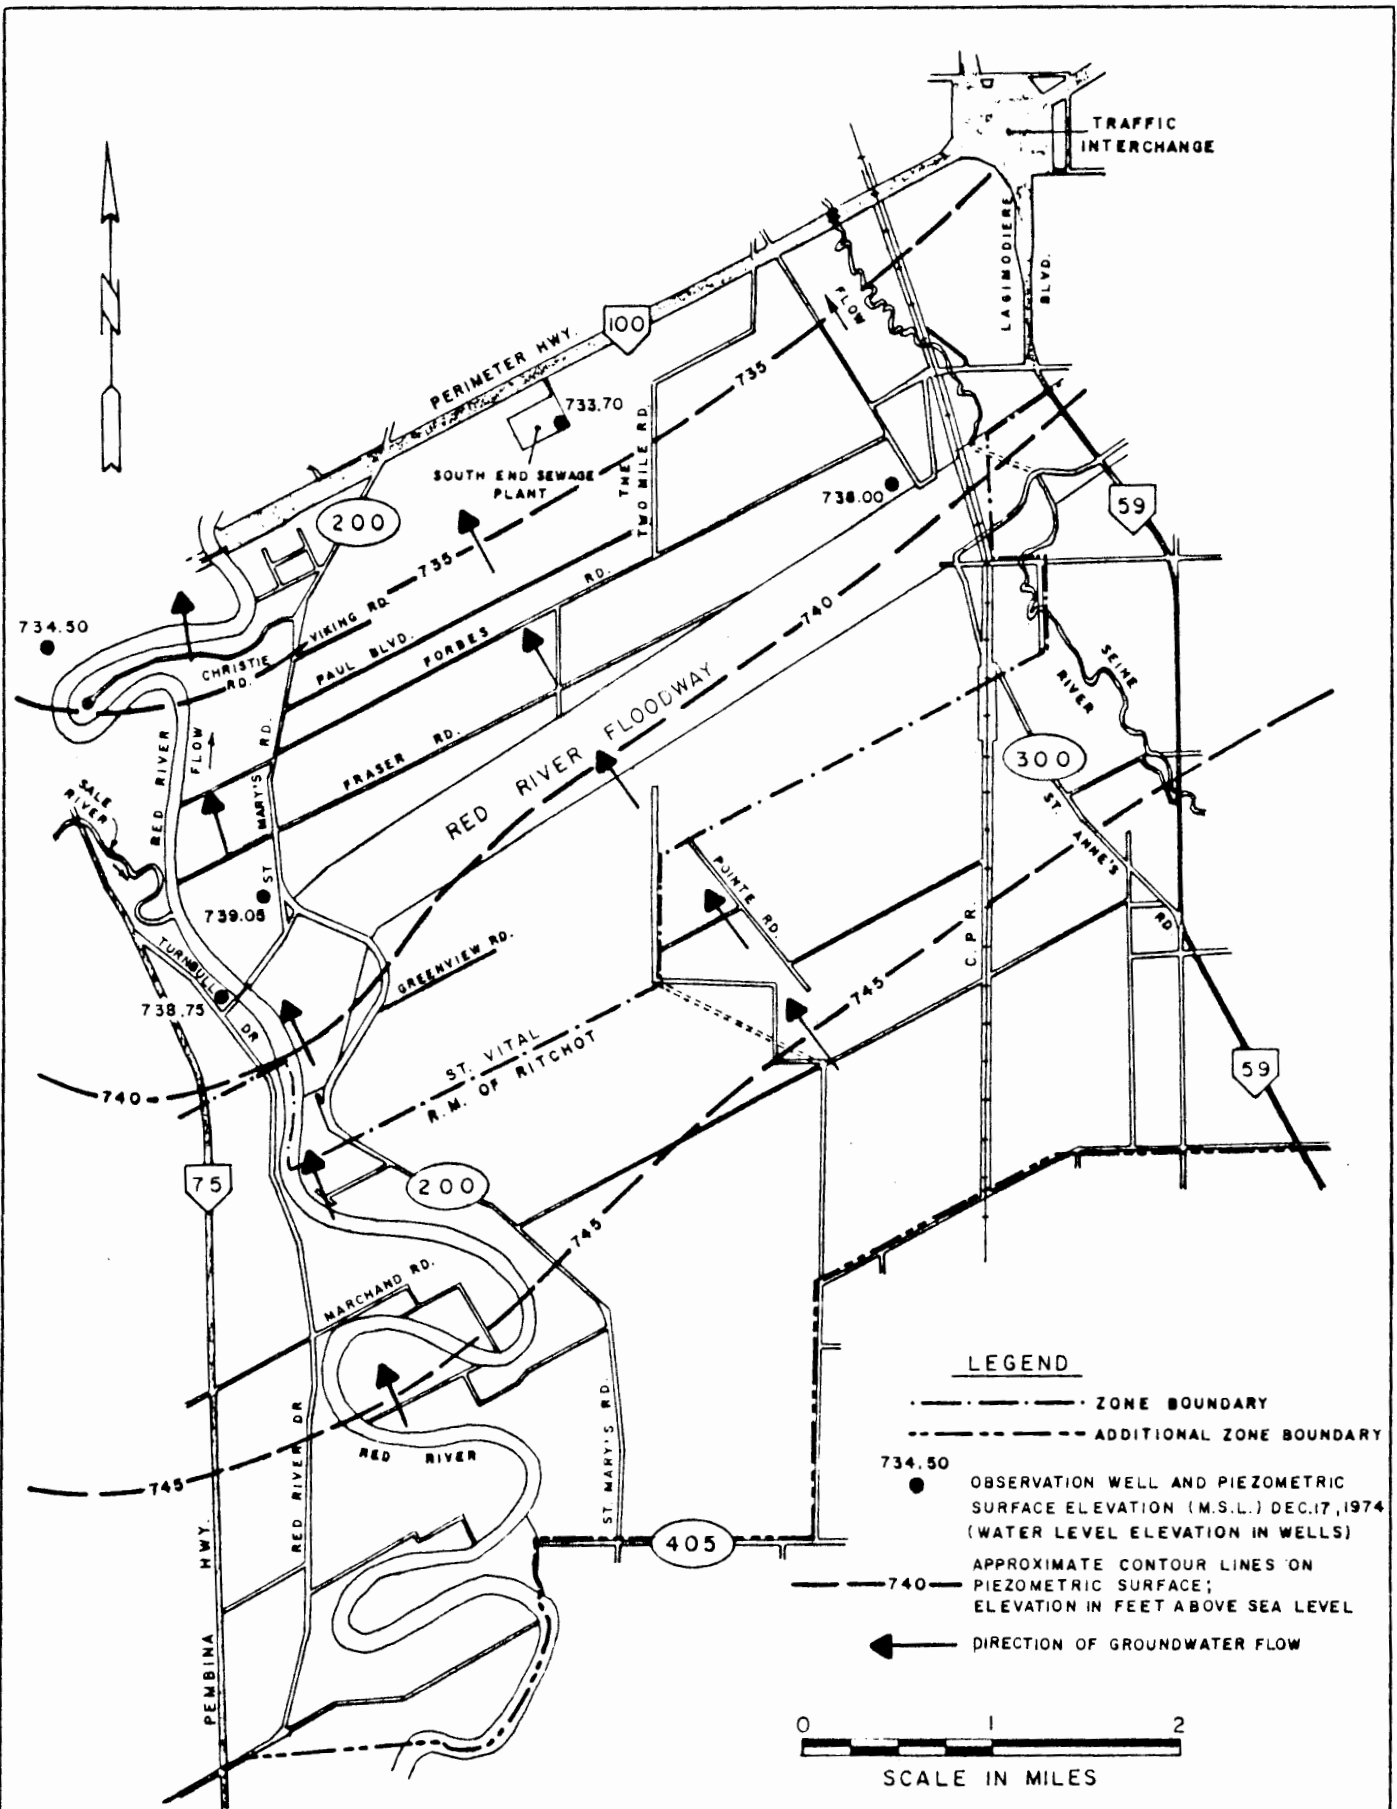 TRAFFIC
INTERCHANGE
LAGIMODIERE
BLVD.
N
100
PERIMETER HWY.
FLOW
735
733.70
SOUTH END SEWAGE
PLANT
THE
TWO MILE RD.
738.00
59
200
735
734.50
VIKING RD.
CHRISTIE
RD.
PAUL BLVD.
FORBES RD.
740
SEINE
RIVER
RED RIVER
FLOW
ST. MARY'S RD.
FRASER RD.
RED RIVER FLOODWAY
300
SALE
RIVER
ST. ANNE'S RD
POINTE RD.
739.05
C.P.R.
TURNBULL DR
GREENVIEW RD.
738.75
745
740
ST. VITAL
R.M. OF RITCHOT
59
75
200
745
MARCHAND RD.
RED RIVER
745
RED RIVER DR
ST. MARY'S RD.
405
PEMBINA HWY.
LEGEND
ZONE BOUNDARY
ADDITIONAL ZONE BOUNDARY
734.50
OBSERVATION WELL AND PIEZOMETRIC
SURFACE ELEVATION (M.S.L.) DEC.17,1974
(WATER LEVEL ELEVATION IN WELLS)
APPROXIMATE CONTOUR LINES ON
740 PIEZOMETRIC SURFACE;
ELEVATION IN FEET ABOVE SEA LEVEL
DIRECTION OF GROUNDWATER FLOW
0 1 2
SCALE IN MILES